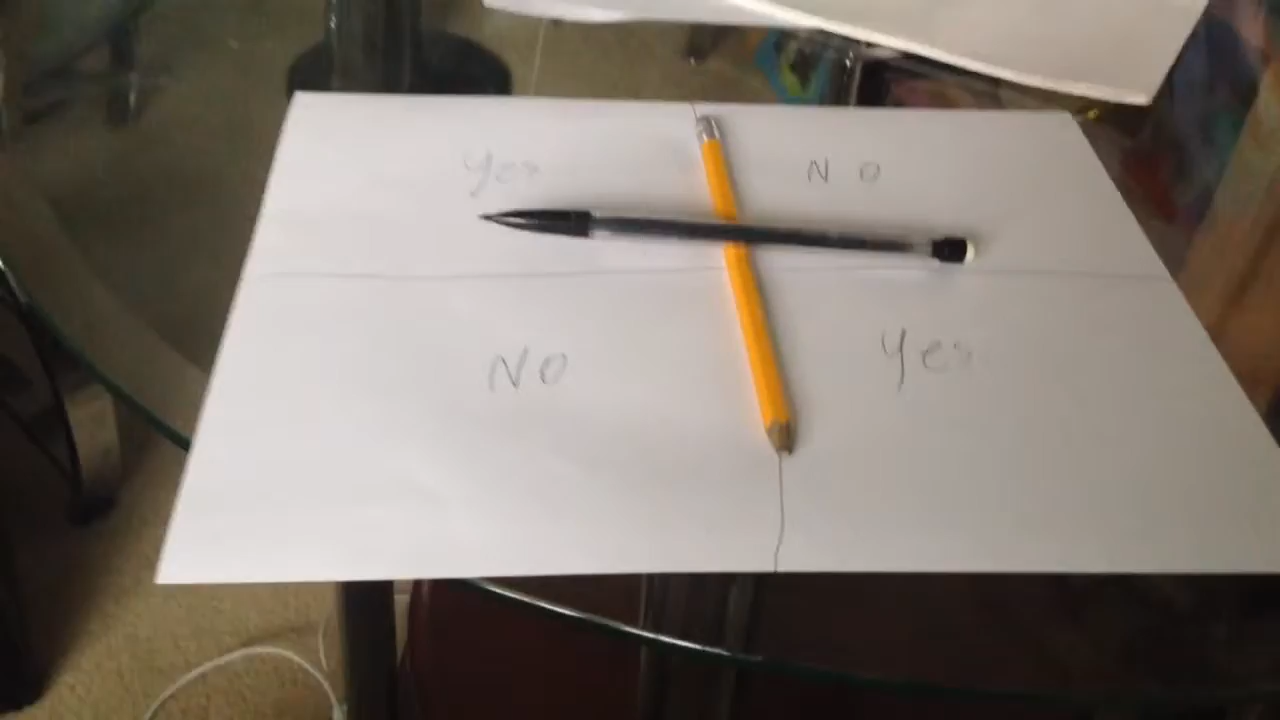 Yes NO
NO Yes